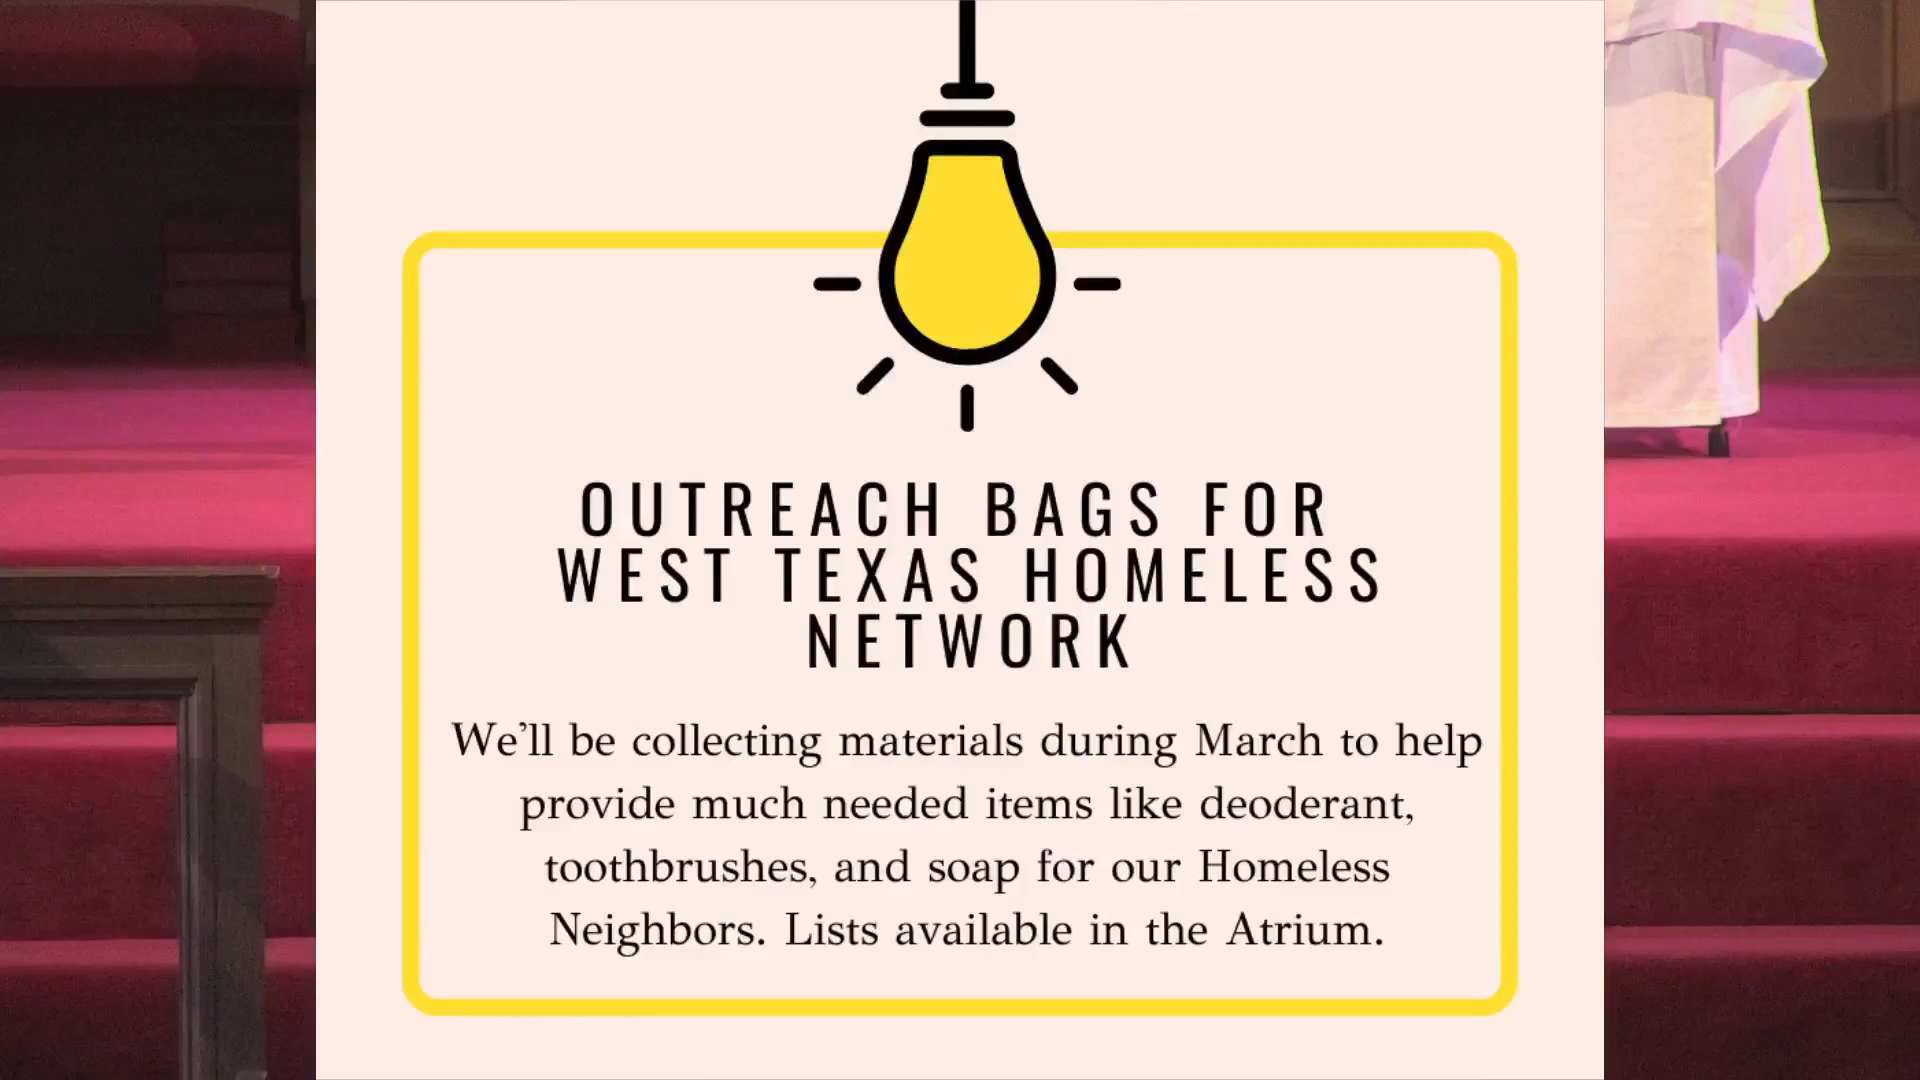 OUTREACH BAGS FOR
WEST TEXAS HOMELESS
NETWORK
We’ll be collecting materials during March to help
provide much needed items like deoderant,
toothbrushes, and soap for our Homeless
Neighbors. Lists available in the Atrium.